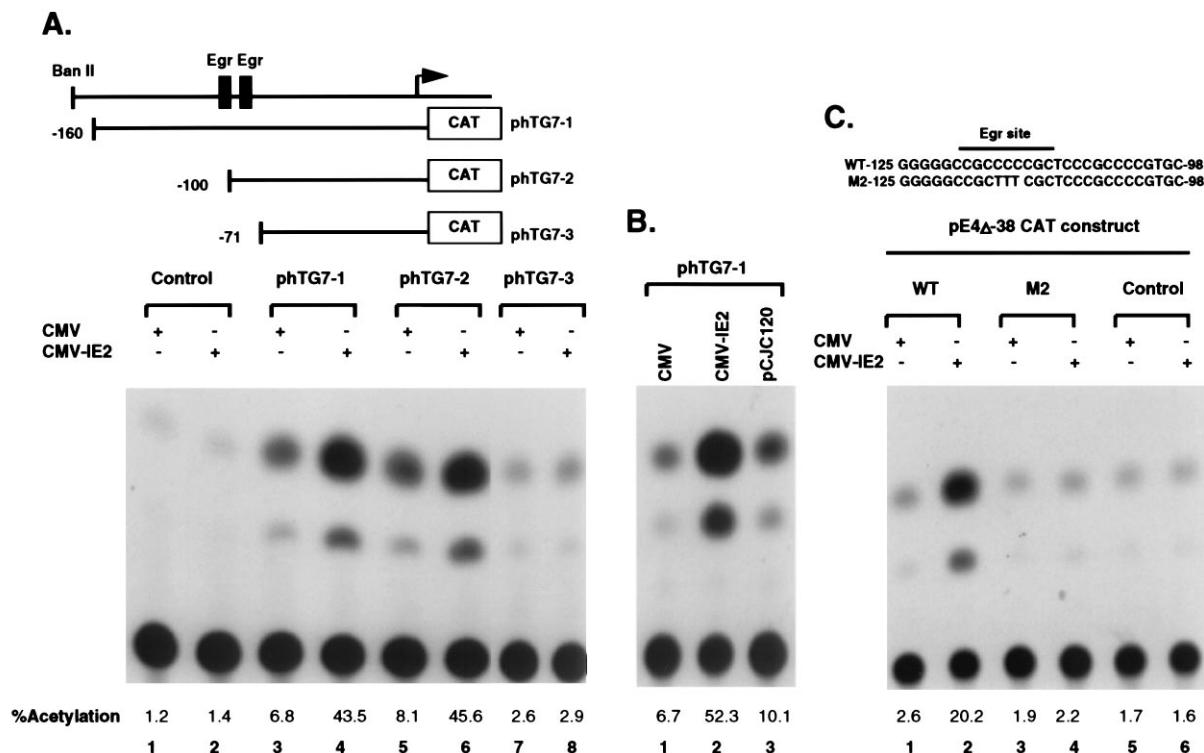 A.
Egr Egr
Ban II
-160
CAT
phTG7-1
-100
CAT
phTG7-2
-71
CAT
phTG7-3
Control phTG7-1 phTG7-2 phTG7-3
CMV + - + - + - + -
CMV-IE2 - + - + - + - +
%Acetylation 1.2 1.4 6.8 43.5 8.1 45.6 2.6 2.9
1 2 3 4 5 6 7 8
B.
phTG7-1
CMV
CMV-IE2
pCJC120
6.7 52.3 10.1
1 2 3
C.
Egr site
WT-125 GGGGGCCGCCCCCGCTCCCGCCCCGTGC-98
M2-125 GGGGGCCGCTTT CGCTCCCGCCCCGTGC-98
pE4Δ-38 CAT construct
WT M2 Control
CMV + - + - + -
CMV-IE2 - + - + - +
2.6 20.2 1.9 2.2 1.7 1.6
1 2 3 4 5 6